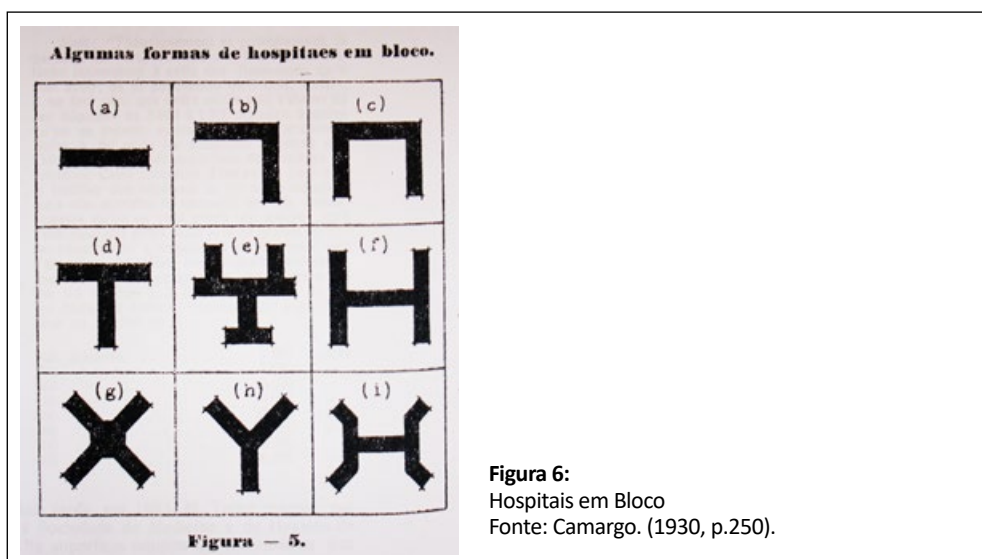 Algumas formas de hospitaes em bloco.
(a) (b) (c)
(d) (e) (f)
(g) (h) (i)
Figura — 5.
Figura 6:
Hospitais em Bloco
Fonte: Camargo. (1930, p.250).